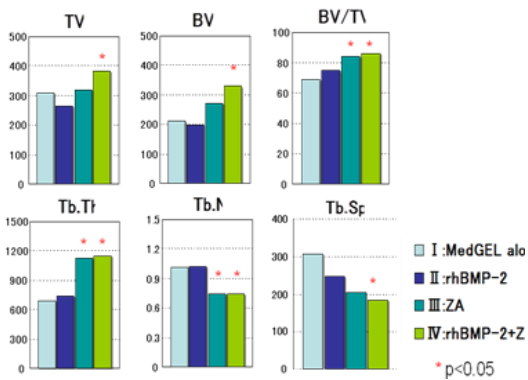 TV BV BV/TV
500 500 100
* * * *
400 400 80
300 300 60
200 200 40
100 100 20
0 0 0
Tb.Th Tb.N Tb.Sp
1500 1.5 400
* * * * *
1200 1.2 300
900 0.9 200
600 0.6 100
300 0.3
0 0 0
I :MedGEL alo
II :rhBMP-2
III :ZA
IV :rhBMP-2+Z
* p<0.05